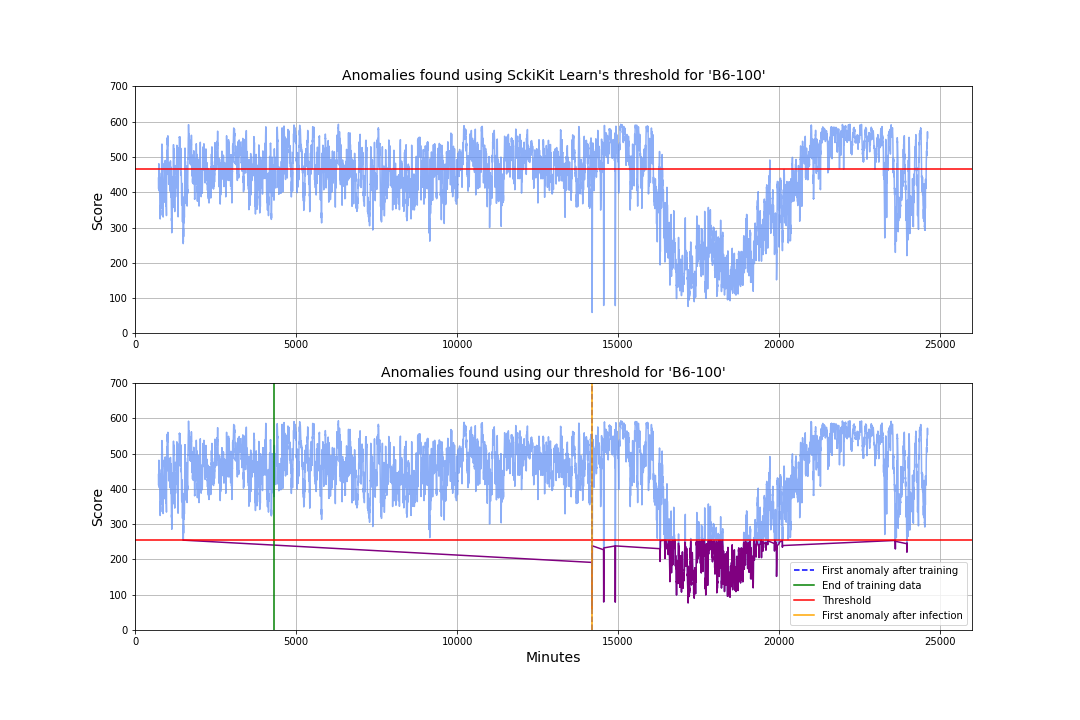 Anomalies found using SckiKit Learn's threshold for 'B6-100'
700
600
500
400
300
200
100
0
Score
0 5000 10000 15000 20000 25000
Anomalies found using our threshold for 'B6-100'
700
600
500
400
300
200
100
0
Score
First anomaly after training
End of training data
Threshold
First anomaly after infection
0 5000 10000 15000 20000 25000
Minutes